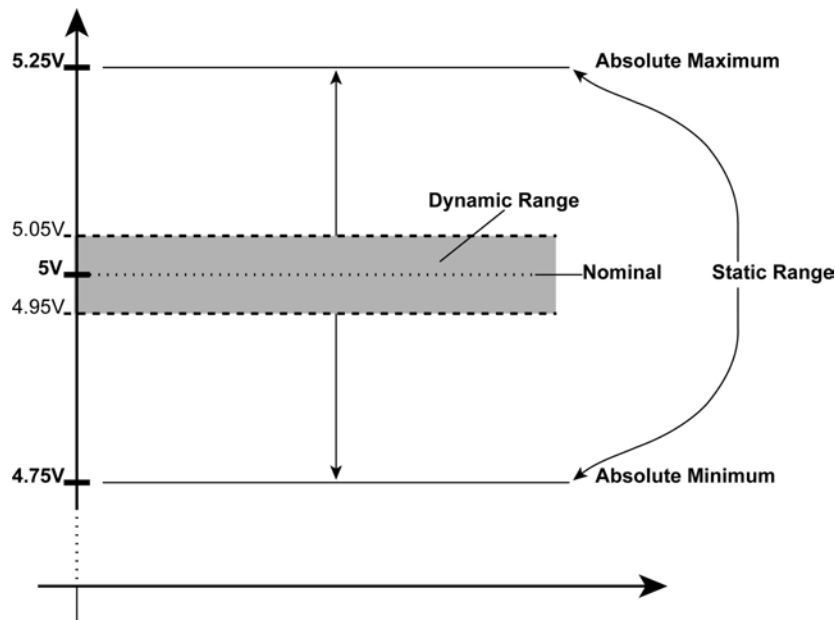 5.25V
Absolute Maximum
Dynamic Range
5.05V
5V
Nominal
Static Range
4.95V
4.75V
Absolute Minimum